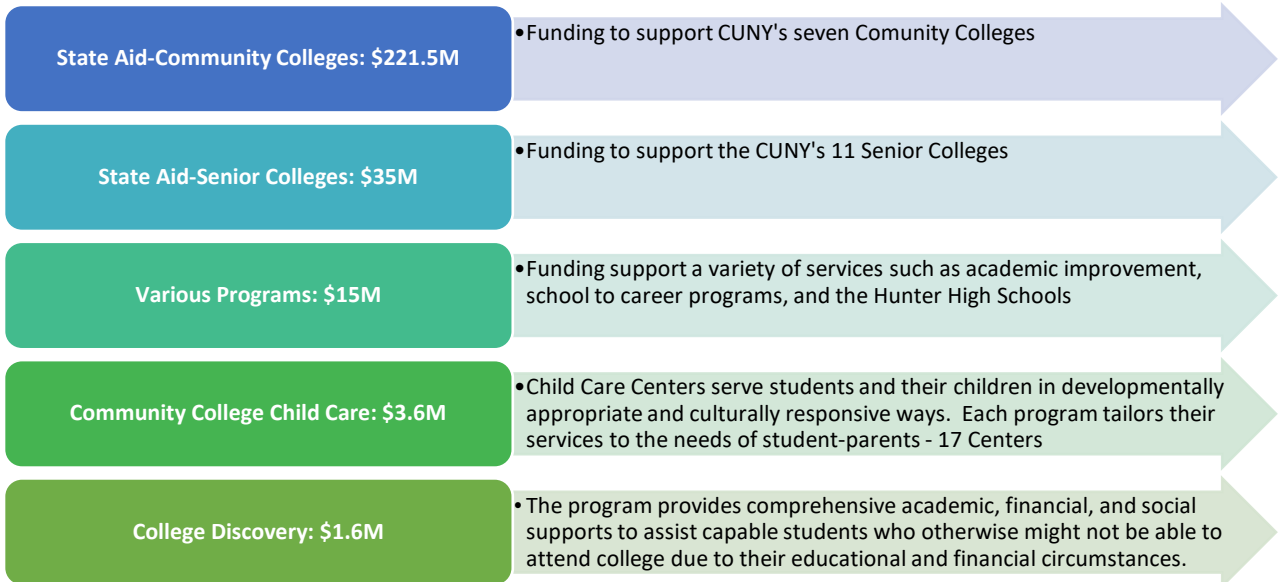 State Aid-Community Colleges: $221.5M
•Funding to support CUNY's seven Comunity Colleges
State Aid-Senior Colleges: $35M
•Funding to support the CUNY's 11 Senior Colleges
Various Programs: $15M
•Funding support a variety of services such as academic improvement,
school to career programs, and the Hunter High Schools
Community College Child Care: $3.6M
•Child Care Centers serve students and their children in developmentally
appropriate and culturally responsive ways.  Each program tailors their
services to the needs of student-parents - 17 Centers
College Discovery: $1.6M
• The program provides comprehensive academic, financial, and social
supports to assist capable students who otherwise might not be able to
attend college due to their educational and financial circumstances.